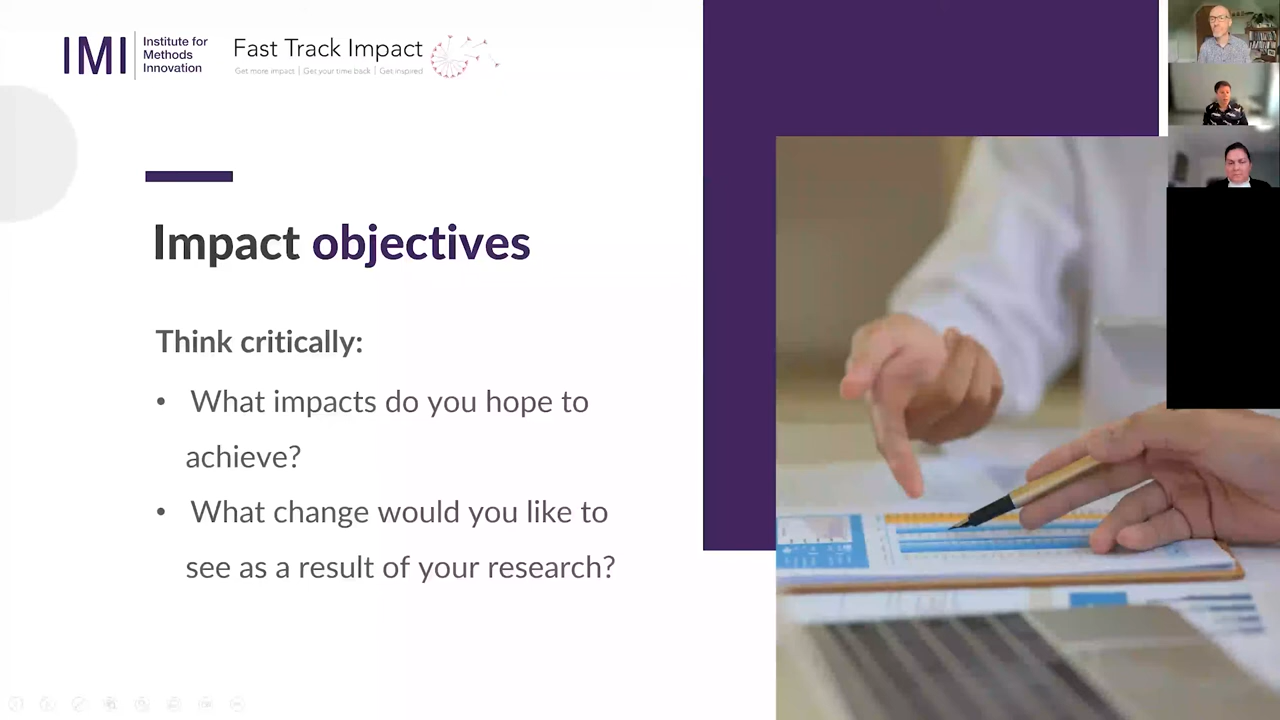 IMI
Institute for
Methods
Innovation
Fast Track Impact
Get more impact | Get your time back | Get inspired
Impact objectives
Think critically:
• What impacts do you hope to
achieve?
• What change would you like to
see as a result of your research?